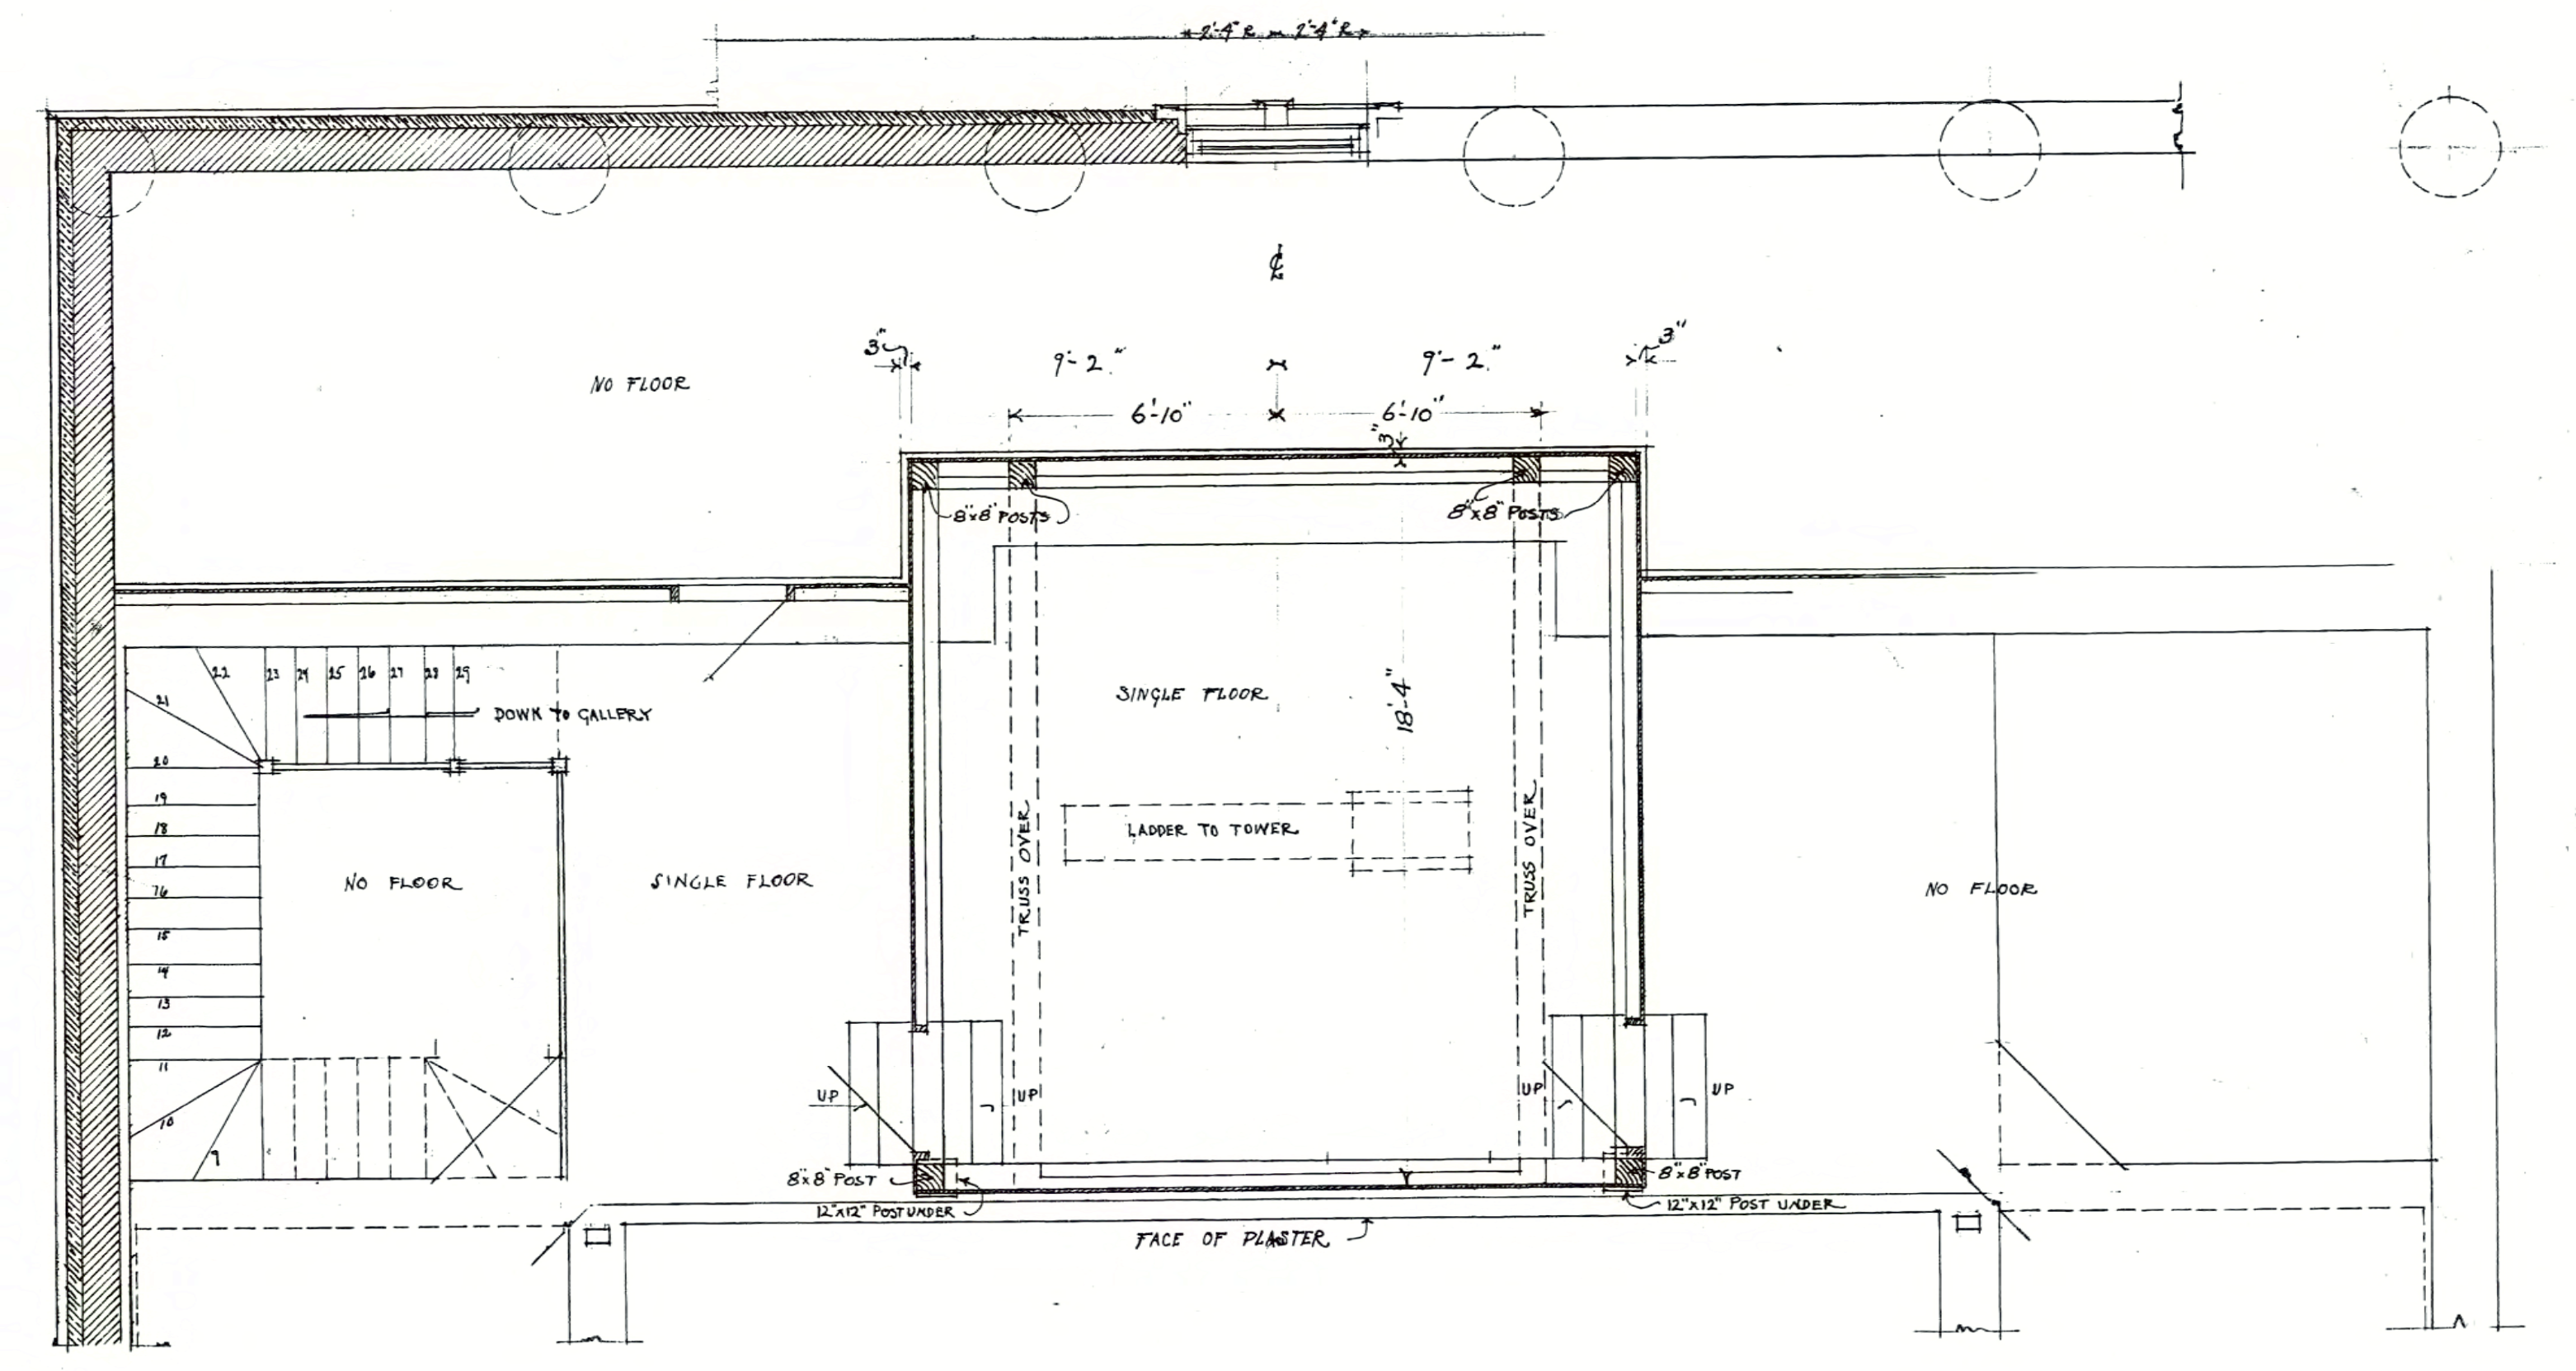 2'-4" R 2'-4" R
℄
3" 9'-2" 9'-2" 3"
6'-10" 6'-10"
3"
NO FLOOR
8"x8" POSTS
8"x8" POSTS
22 23 24 25 26 27 28 29
21
DOWN TO GALLERY
20
19
18
17
16
15
14
13
12
11
10
9
NO FLOOR
SINGLE FLOOR
SINGLE FLOOR
18'-4"
LADDER TO TOWER
TRUSS OVER
TRUSS OVER
NO FLOOR
UP UP
UP UP
8"x8" POST
8"x8" POST
12"x12" POST UNDER
12"x12" POST UNDER
FACE OF PLASTER